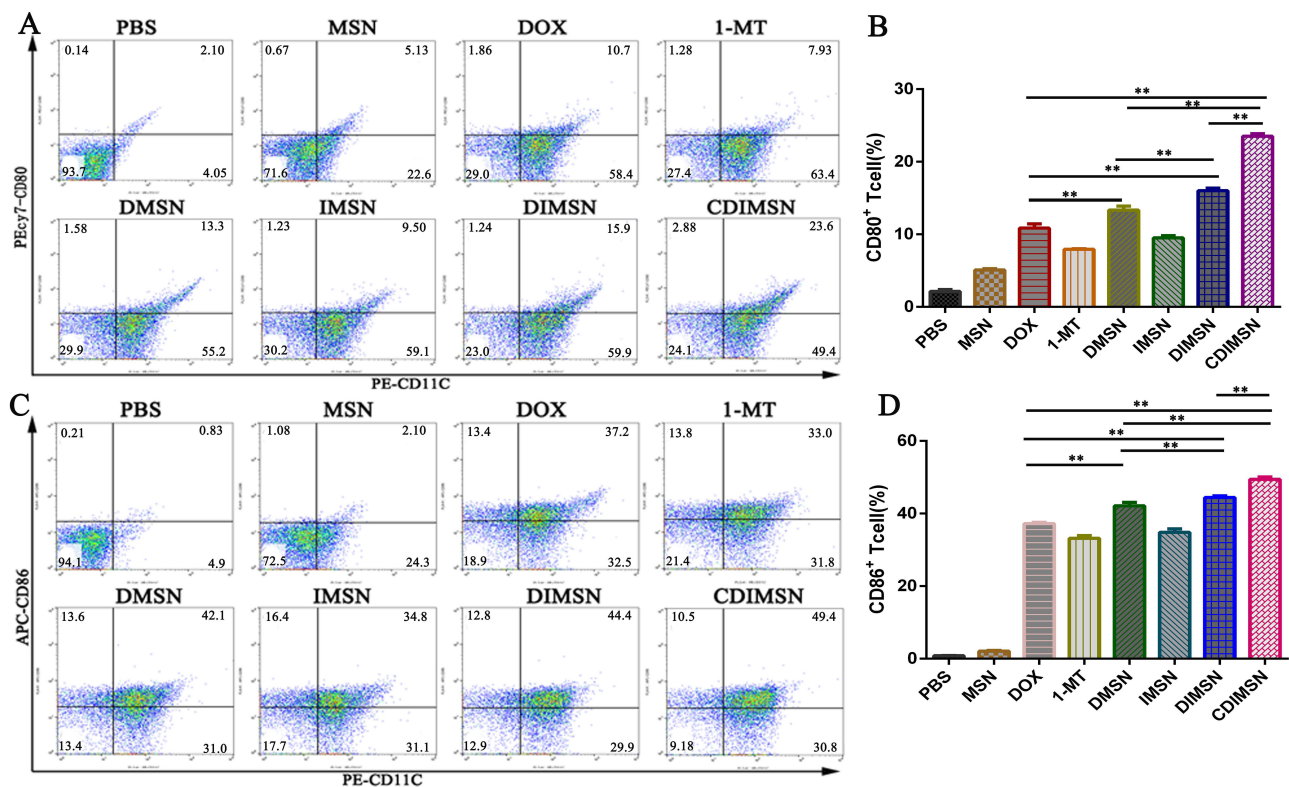 A
PBS
MSN
DOX
1-MT
0.14
2.10
0.67
5.13
1.86
10.7
1.28
7.93
93.7
4.05
71.6
22.6
29.0
58.4
27.4
63.4
DMSN
IMSN
DIMSN
CDIMSN
1.58
13.3
1.23
9.50
1.24
15.9
2.88
23.6
29.9
55.2
30.2
59.1
23.0
59.9
24.1
49.4
PEcy7-CD80
PE-CD11C
B
CD80+ Tcell(%)
30
20
10
0
**
**
**
**
**
**
PBS
MSN
DOX
1-MT
DMSN
IMSN
DIMSN
CDIMSN
C
PBS
MSN
DOX
1-MT
0.21
0.83
1.08
2.10
13.4
37.2
13.8
33.0
94.1
4.9
72.5
24.3
18.9
32.5
21.4
31.8
DMSN
IMSN
DIMSN
CDIMSN
13.6
42.1
16.4
34.8
12.8
44.4
10.5
49.4
13.4
31.0
17.7
31.1
12.9
29.9
9.18
30.8
APC-CD86
PE-CD11C
D
CD86+ Tcell(%)
60
40
20
0
**
**
**
**
**
**
PBS
MSN
DOX
1-MT
DMSN
IMSN
DIMSN
CDIMSN